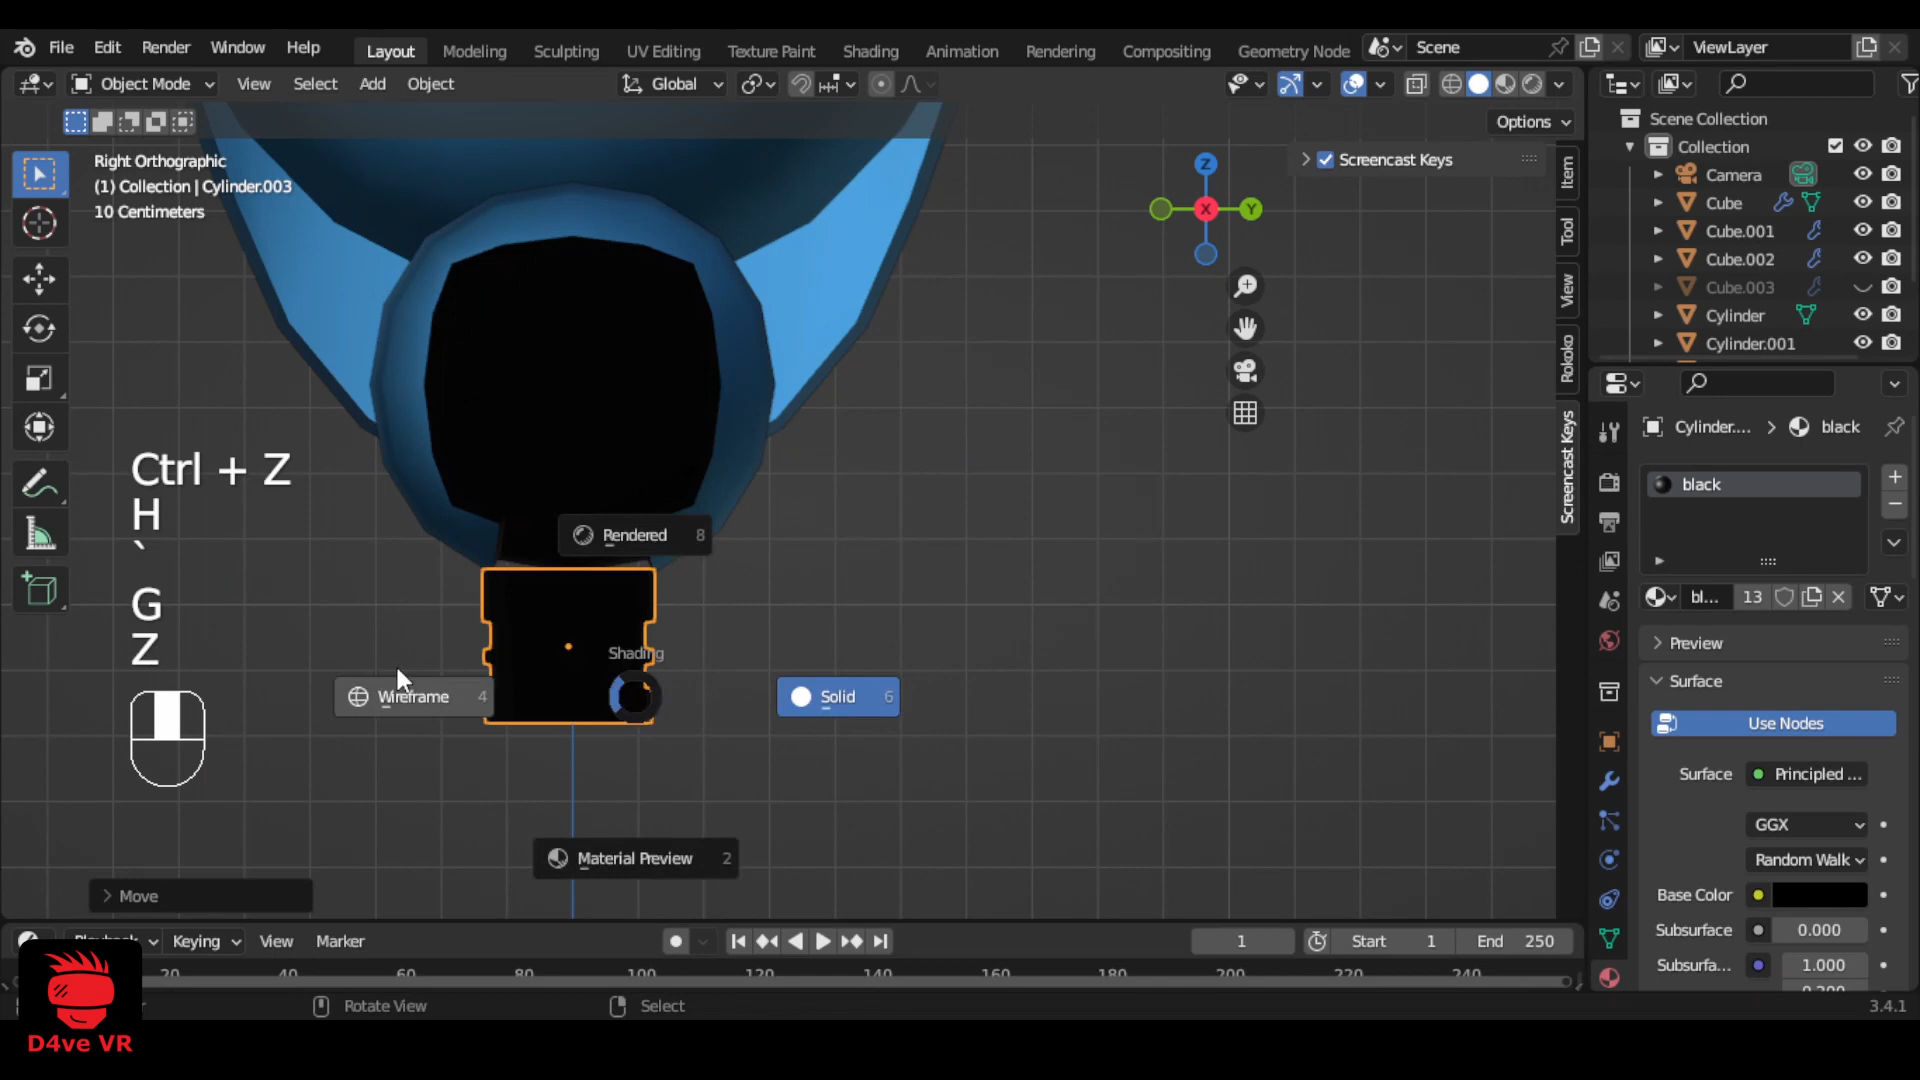 File Edit Render Window Help Layout Modeling Sculpting UV Editing Texture Paint Shading Animation Rendering Compositing Geometry Node Scene ViewLayer
Object Mode View Select Add Object Global
Options
Right Orthographic
(1) Collection | Cylinder.003
10 Centimeters
Z
Y
X
Screencast Keys
Item
Tool
View
Rokoko
Screencast Keys
Scene Collection
Collection
Camera
Cube
Cube.001
Cube.002
Cube.003
Cylinder
Cylinder.001
Ctrl + Z
H
`
G
Z
Rendered 8
Shading
Wireframe 4
Solid 6
Material Preview 2
Move
Cylinder.... > black
black
bl... 13
Preview
Surface
Use Nodes
Surface Principled ...
GGX
Random Walk
Base Color
Subsurface 0.000
Subsurfa... 1.000
Keying View Marker
1 Start 1 End 250
20 40 60 80 100 120 140 160 180 200 220 240
Rotate View Select
3.4.1
D4ve VR